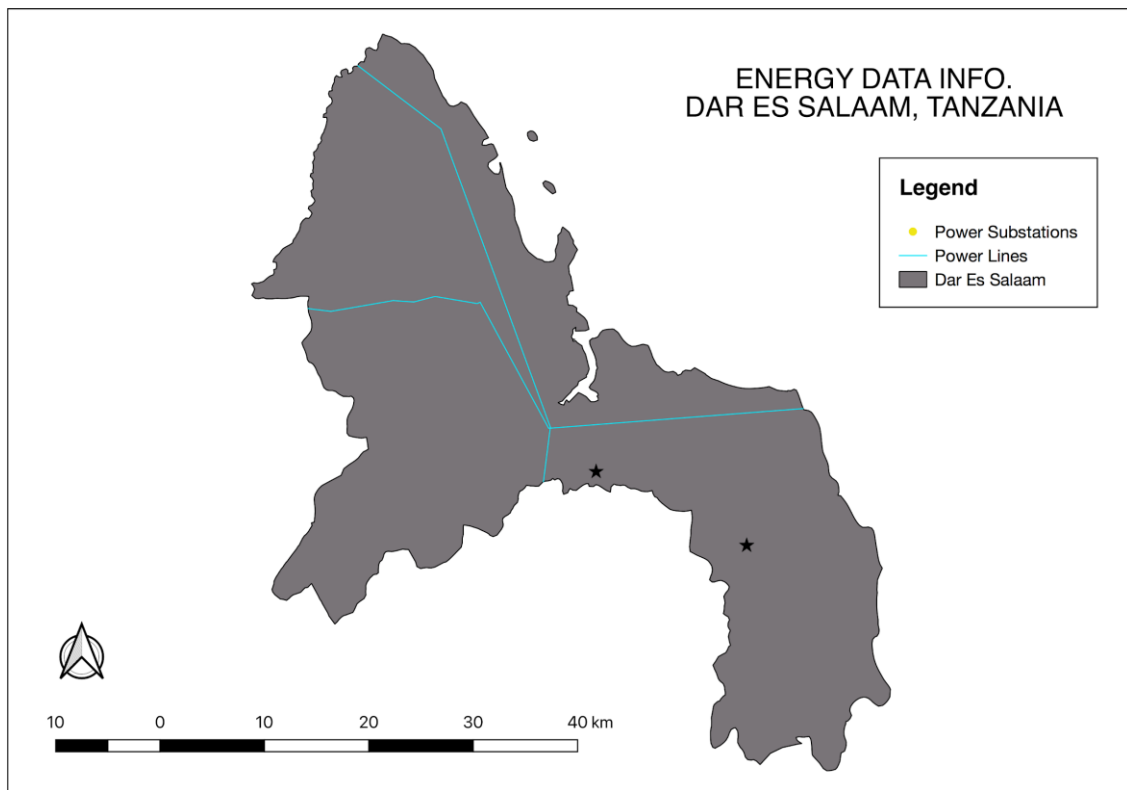 ENERGY DATA INFO.
DAR ES SALAAM, TANZANIA
Legend
Power Substations
Power Lines
Dar Es Salaam
10 0 10 20 30 40 km